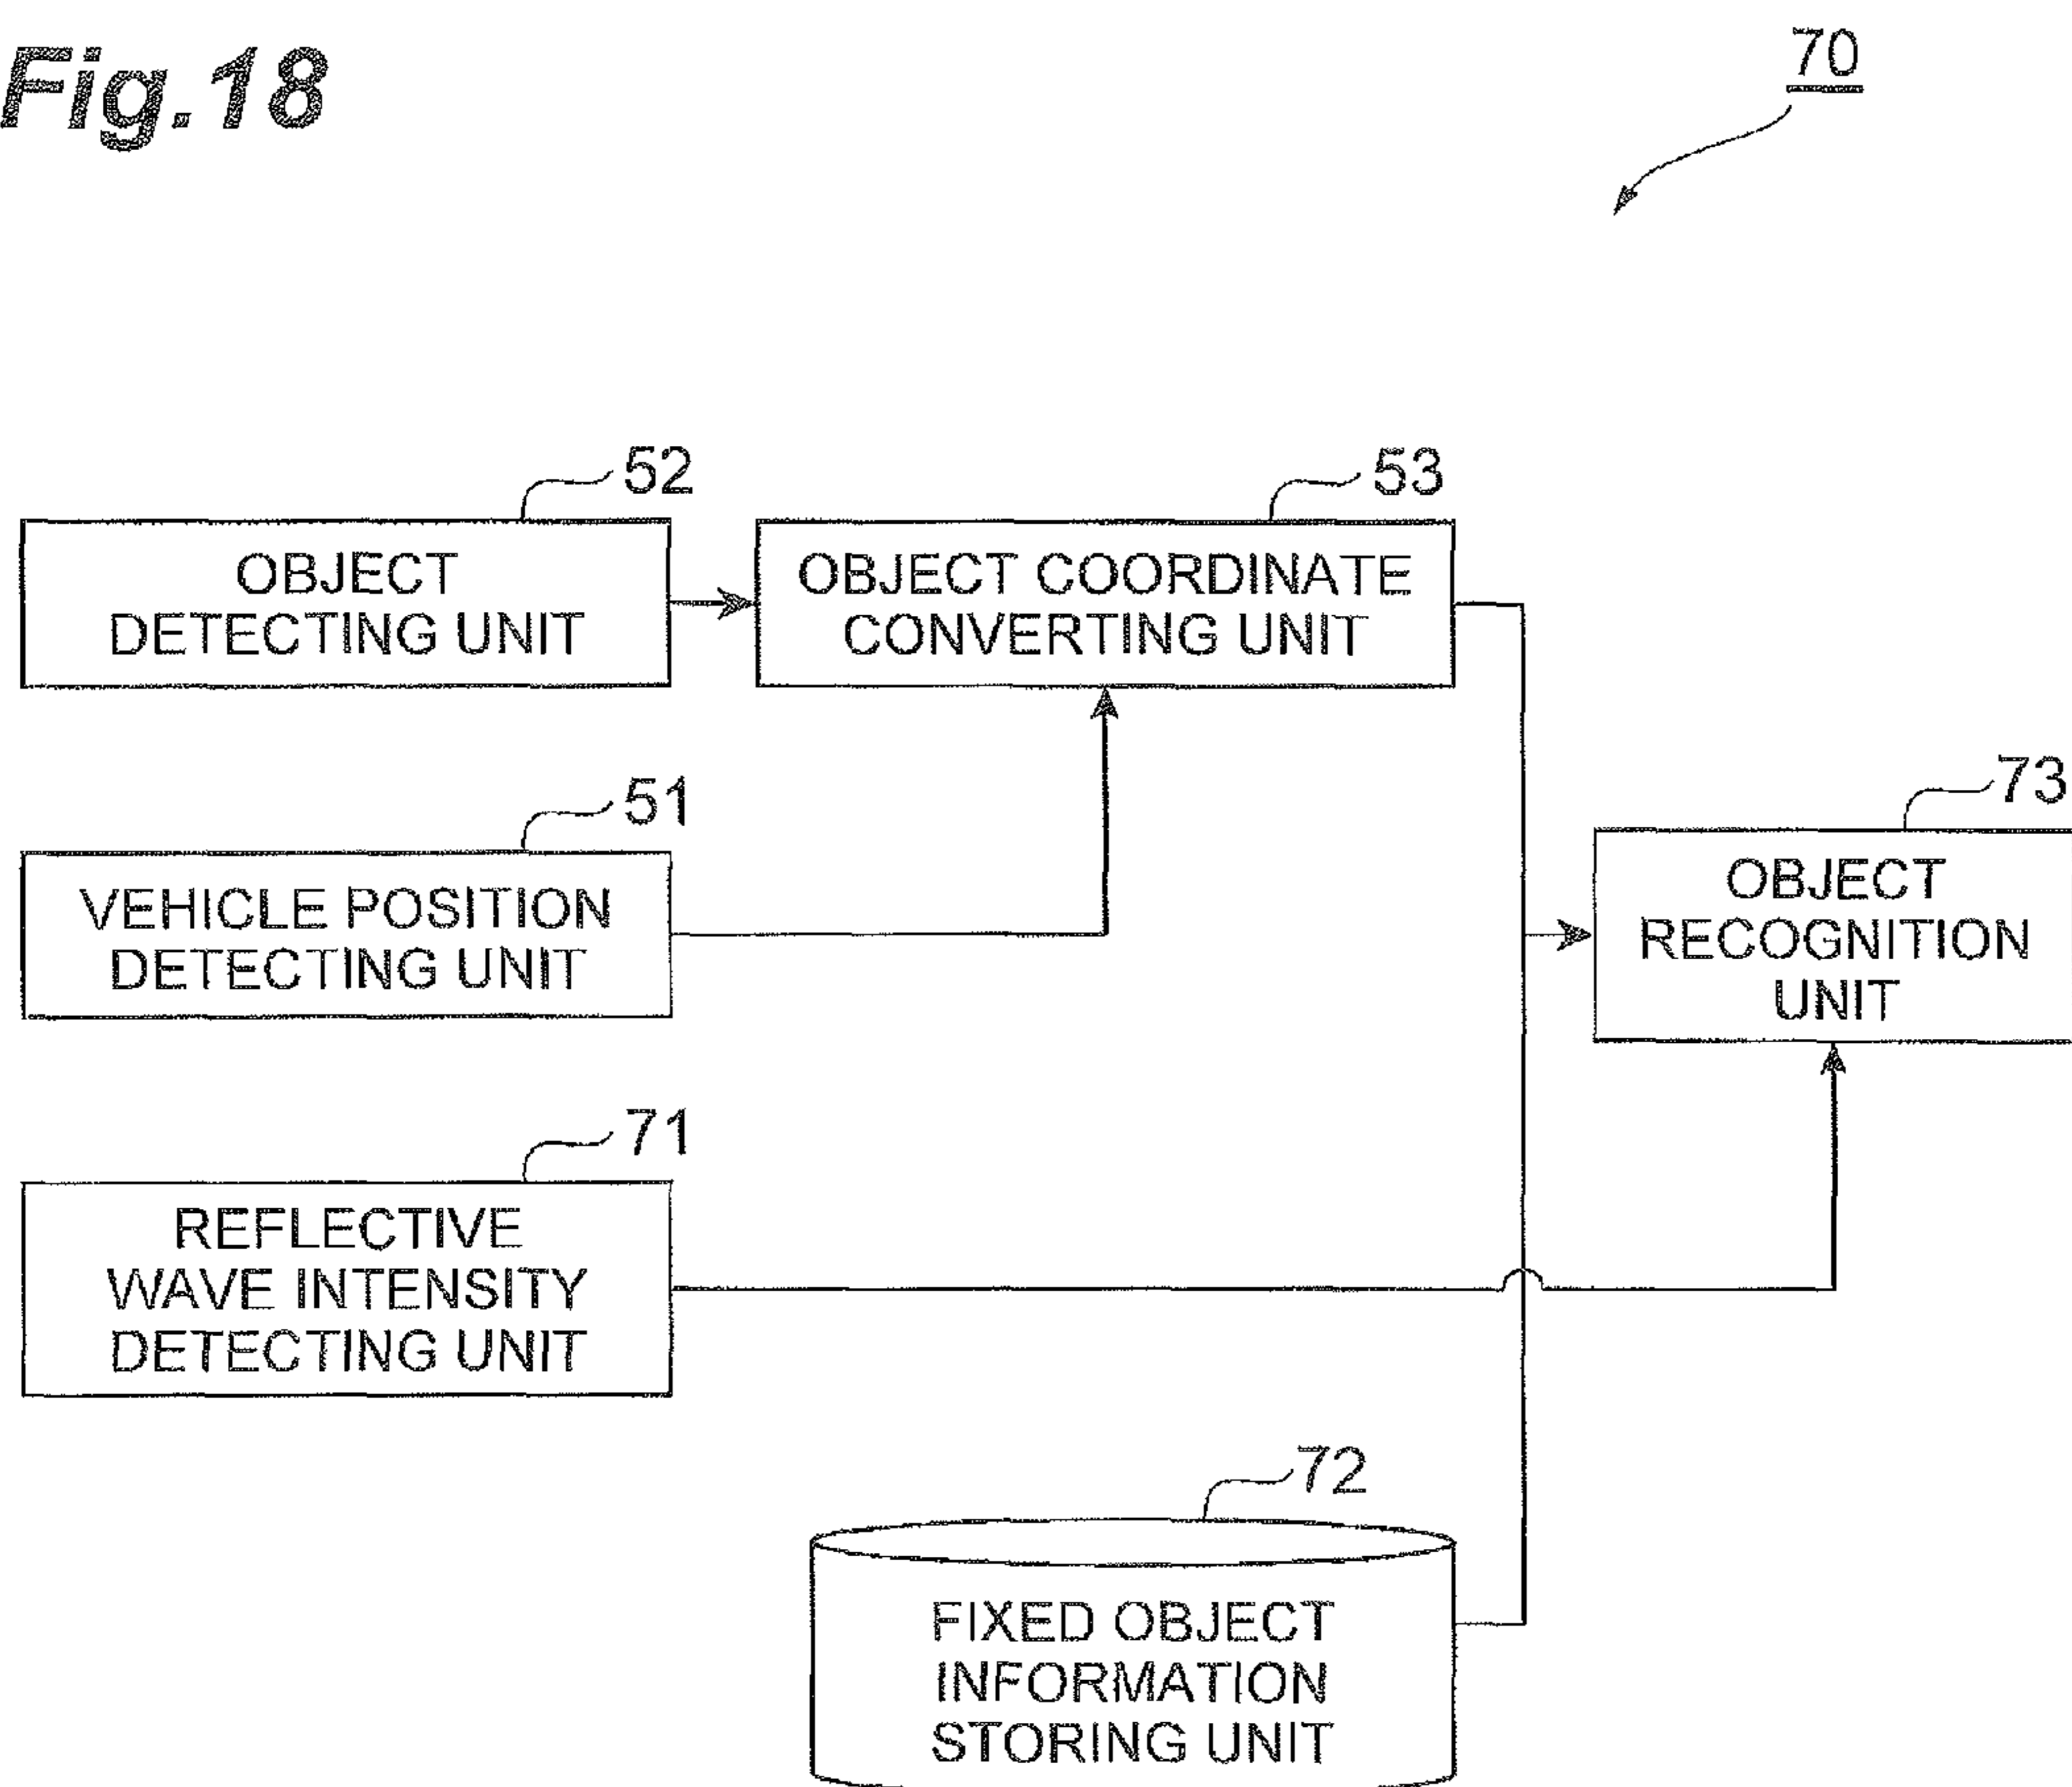 Fig.18
70
52
53
OBJECT
DETECTING UNIT
OBJECT COORDINATE
CONVERTING UNIT
51
VEHICLE POSITION
DETECTING UNIT
73
OBJECT
RECOGNITION
UNIT
71
REFLECTIVE
WAVE INTENSITY
DETECTING UNIT
72
FIXED OBJECT
INFORMATION
STORING UNIT